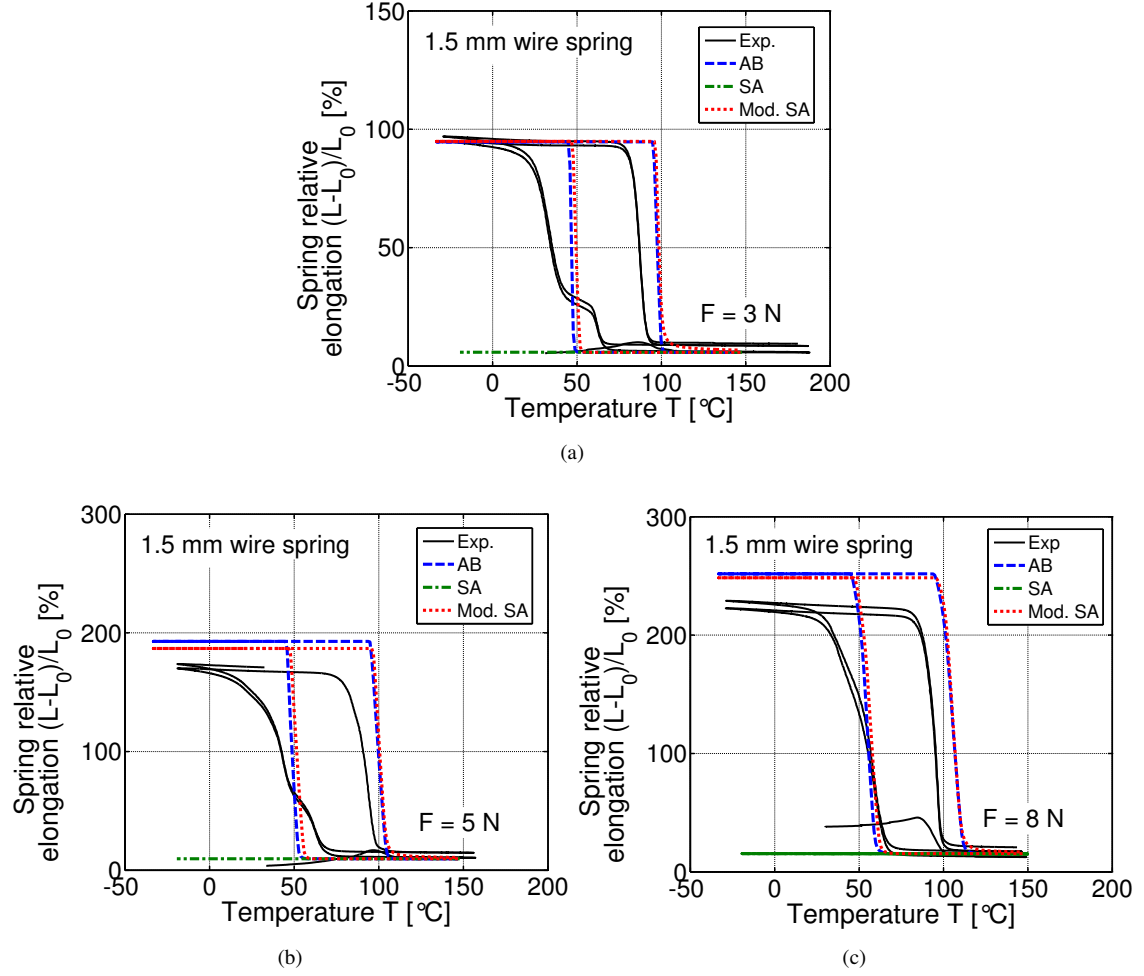 150
1.5 mm wire spring
Exp.
AB
SA
Mod. SA
100
Spring relative
elongation (L-L₀)/L₀ [%]
50
F = 3 N
0
-50 0 50 100 150 200
Temperature T [°C]
(a)
300
1.5 mm wire spring
Exp.
AB
SA
Mod. SA
200
Spring relative
elongation (L-L₀)/L₀ [%]
100
F = 5 N
0
-50 0 50 100 150 200
Temperature T [°C]
(b)
300
1.5 mm wire spring
Exp
AB
SA
Mod. SA
200
Spring relative
elongation (L-L₀)/L₀ [%]
100
F = 8 N
0
-50 0 50 100 150 200
Temperature T [°C]
(c)